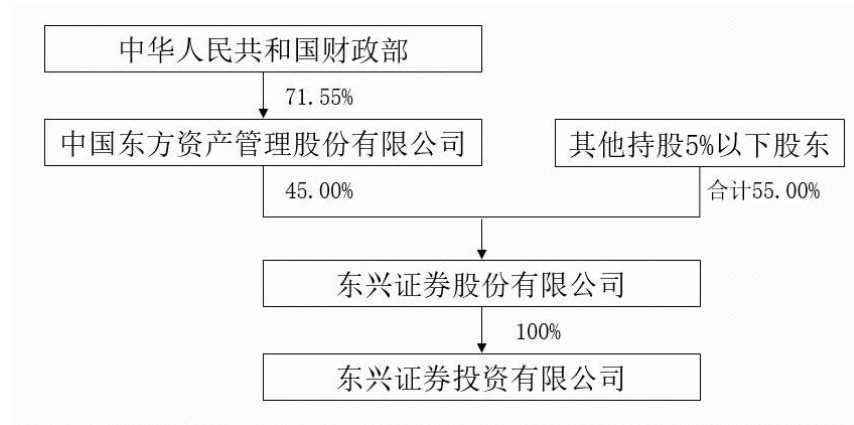 中华人民共和国财政部
71.55%
中国东方资产管理股份有限公司
其他持股5%以下股东
45.00%
合计55.00%
东兴证券股份有限公司
100%
东兴证券投资有限公司